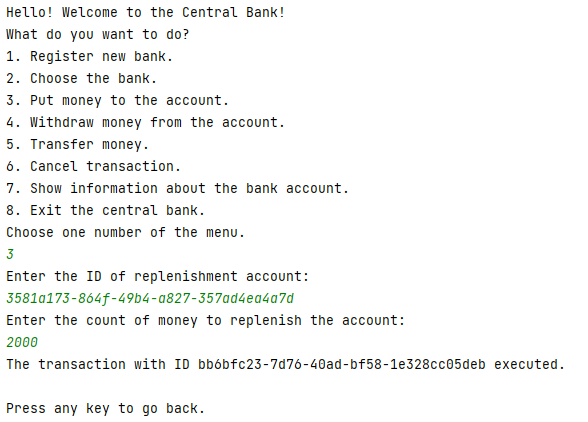 Hello! Welcome to the Central Bank!
What do you want to do?
1. Register new bank.
2. Choose the bank.
3. Put money to the account.
4. Withdraw money from the account.
5. Transfer money.
6. Cancel transaction.
7. Show information about the bank account.
8. Exit the central bank.
Choose one number of the menu.
3
Enter the ID of replenishment account:
3581a173-864f-49b4-a827-357ad4ea4a7d
Enter the count of money to replenish the account:
2000
The transaction with ID bb6bfc23-7d76-40ad-bf58-1e328cc05deb executed.
Press any key to go back.